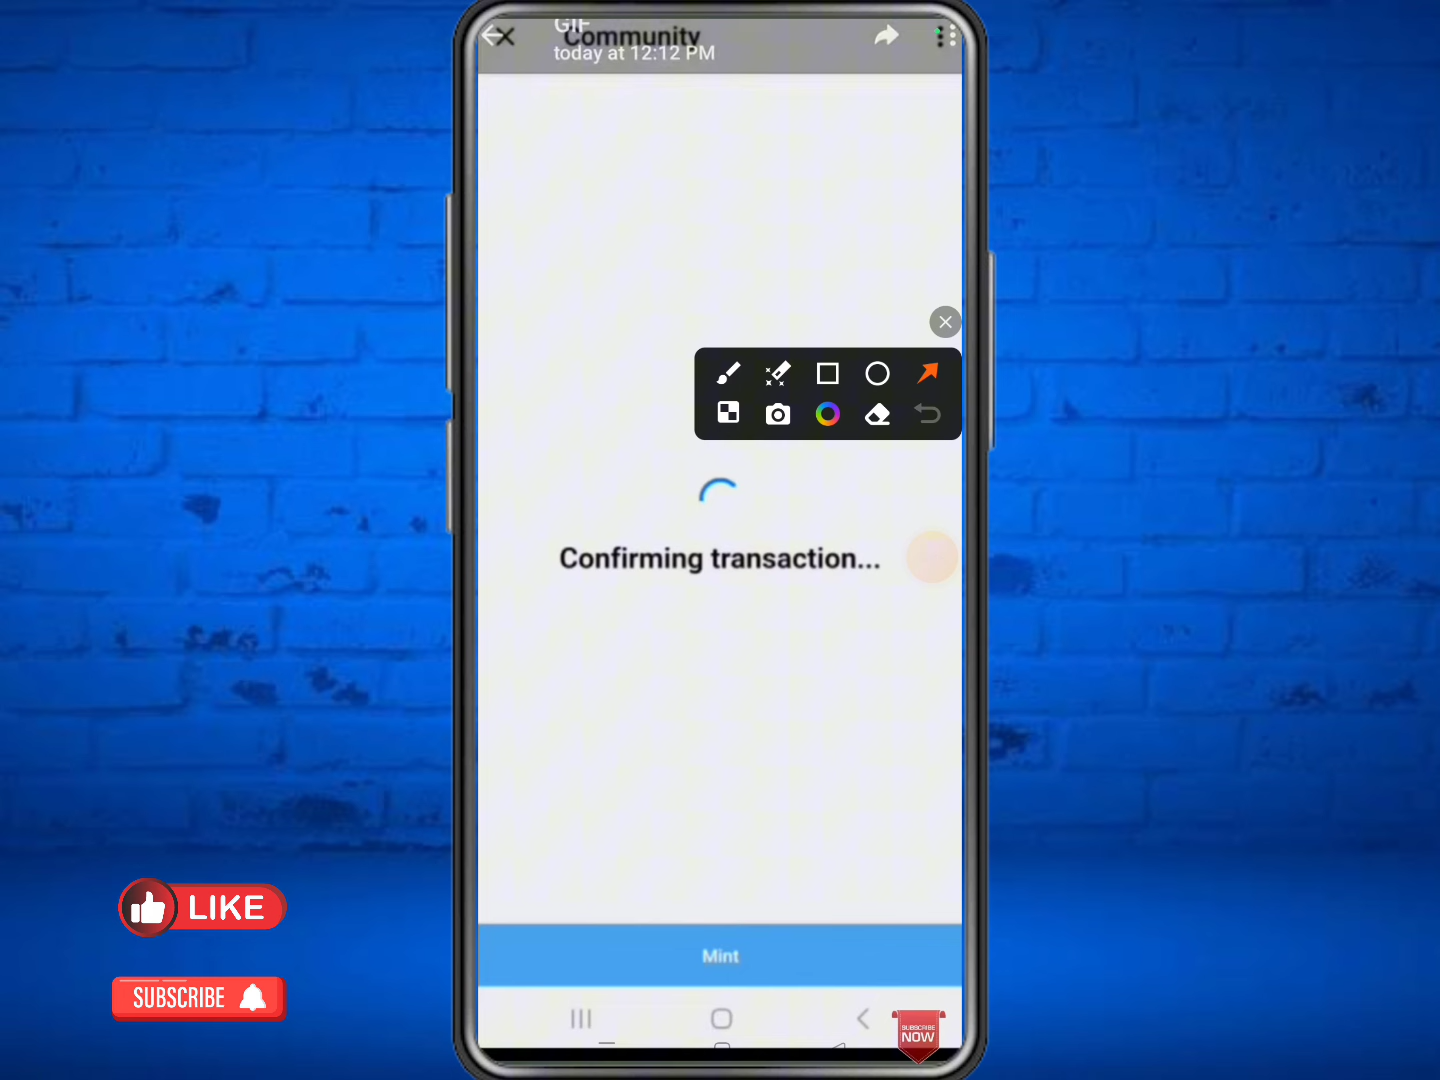 GIF
Community
today at 12:12 PM
Confirming transaction...
Mint
LIKE
SUBSCRIBE
SUBSCRIBE
NOW